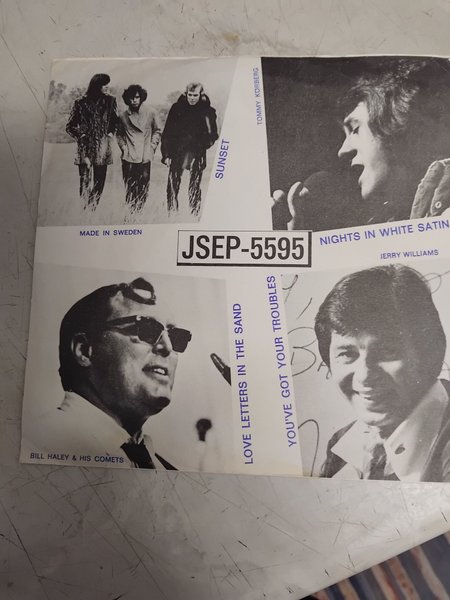 TOMMY KÖRBERG
SUNSET
MADE IN SWEDEN
JSEP-5595
NIGHTS IN WHITE SATIN
JERRY WILLIAMS
LOVE LETTERS IN THE SAND
YOU'VE GOT YOUR TROUBLES
BILL HALEY & HIS COMETS